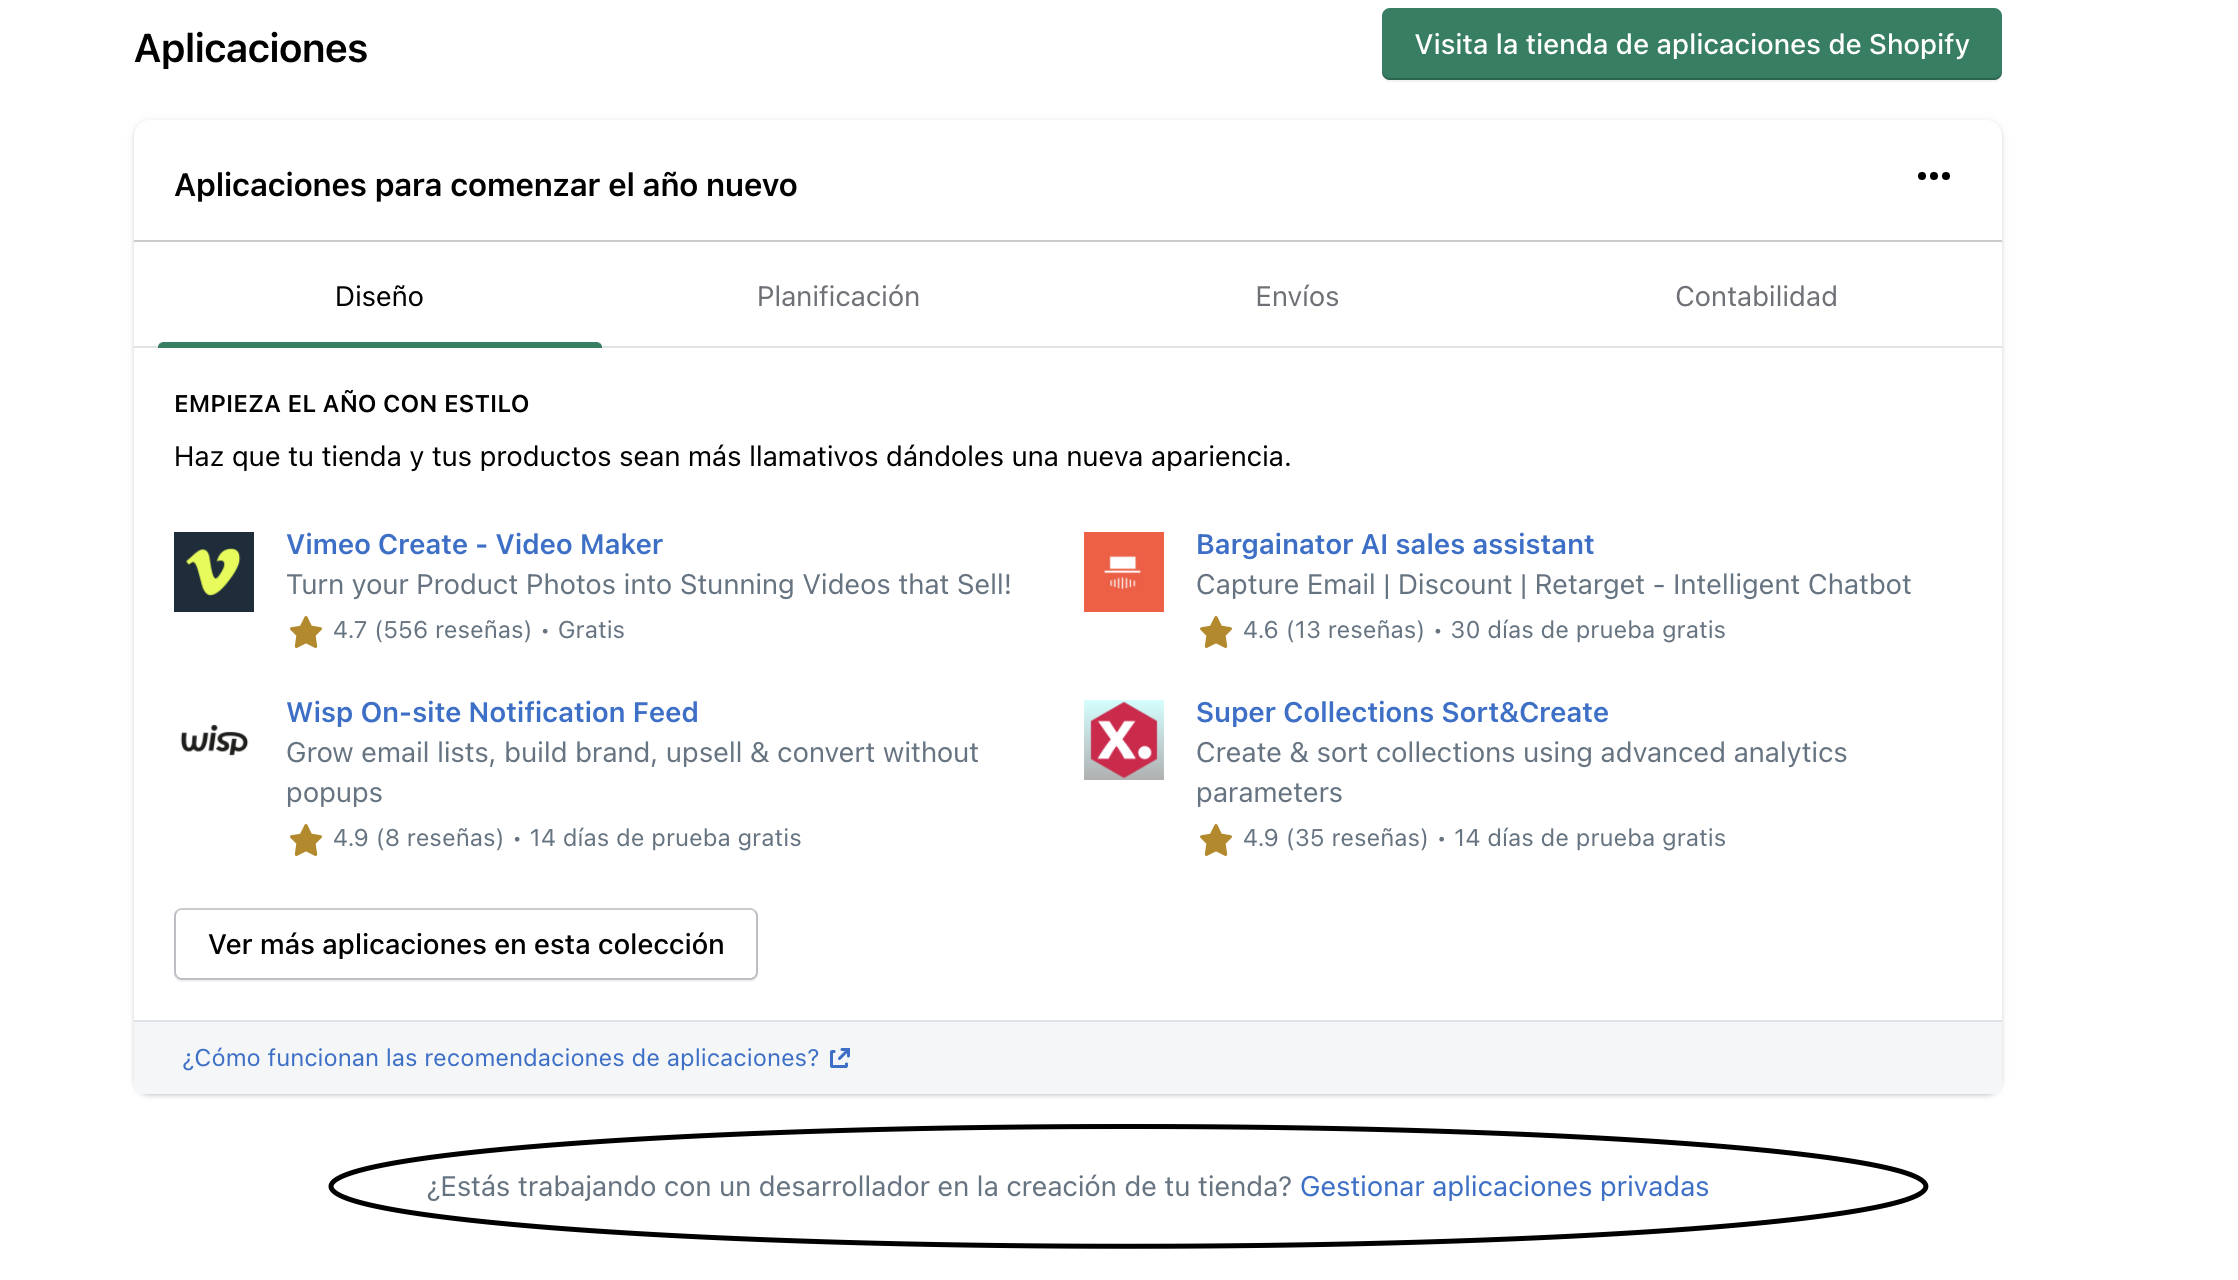 Aplicaciones
Visita la tienda de aplicaciones de Shopify
Aplicaciones para comenzar el año nuevo
Diseño
Planificación
Envíos
Contabilidad
EMPIEZA EL AÑO CON ESTILO
Haz que tu tienda y tus productos sean más llamativos dándoles una nueva apariencia.
Vimeo Create - Video Maker
Turn your Product Photos into Stunning Videos that Sell!
4.7 (556 reseñas) • Gratis
Bargainator AI sales assistant
Capture Email | Discount | Retarget - Intelligent Chatbot
4.6 (13 reseñas) • 30 días de prueba gratis
wisp
Wisp On-site Notification Feed
Grow email lists, build brand, upsell & convert without
popups
4.9 (8 reseñas) • 14 días de prueba gratis
X.
Super Collections Sort&Create
Create & sort collections using advanced analytics
parameters
4.9 (35 reseñas) • 14 días de prueba gratis
Ver más aplicaciones en esta colección
¿Cómo funcionan las recomendaciones de aplicaciones?
¿Estás trabajando con un desarrollador en la creación de tu tienda? Gestionar aplicaciones privadas